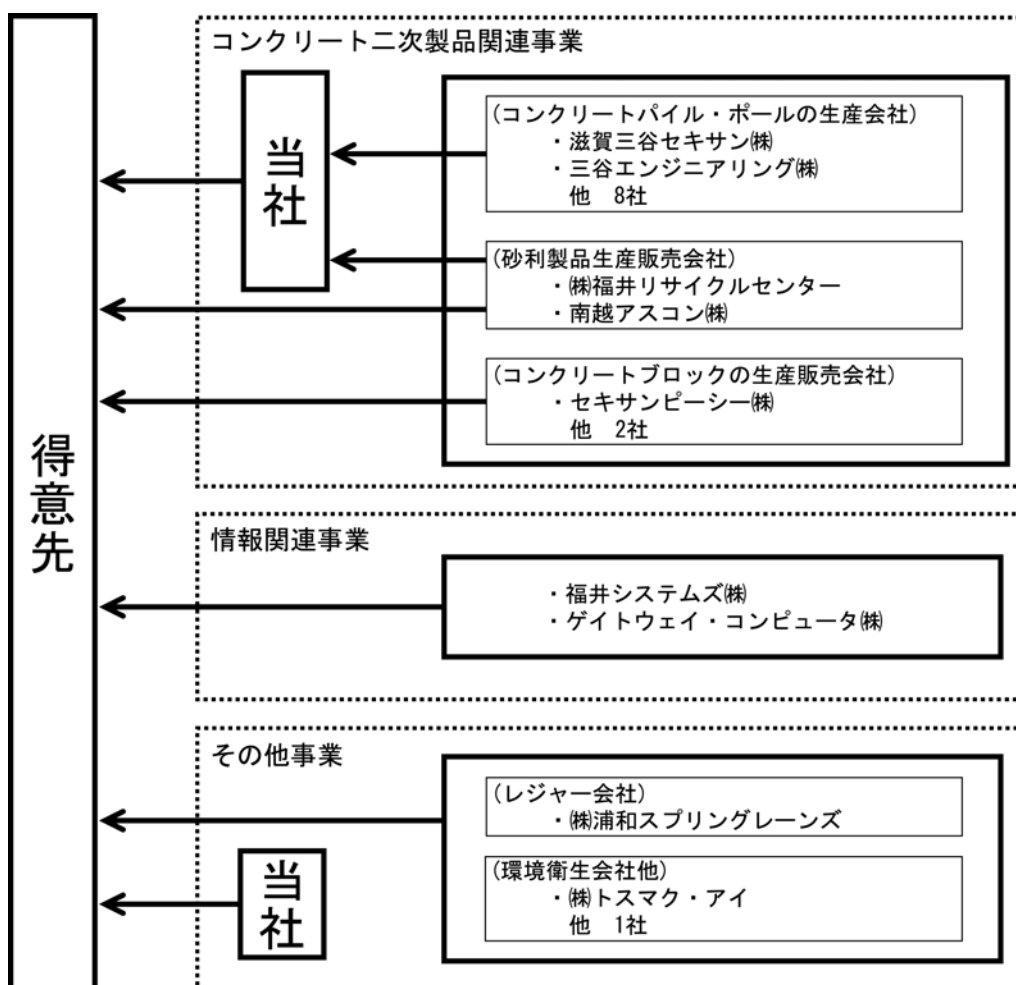 得意先
コンクリート二次製品関連事業
当社
(コンクリートパイル・ポールの生産会社)
・滋賀三谷セキサン㈱
・三谷エンジニアリング㈱
他 8社
(砂利製品生産販売会社)
・㈱福井リサイクルセンター
・南越アスコン㈱
(コンクリートブロックの生産販売会社)
・セキサンピーシー㈱
他 2社
情報関連事業
・福井システムズ㈱
・ゲイトウェイ・コンピュータ㈱
その他事業
(レジャー会社)
・㈱浦和スプリングレーンズ
当社
(環境衛生会社他)
・㈱トスマク・アイ
他 1社